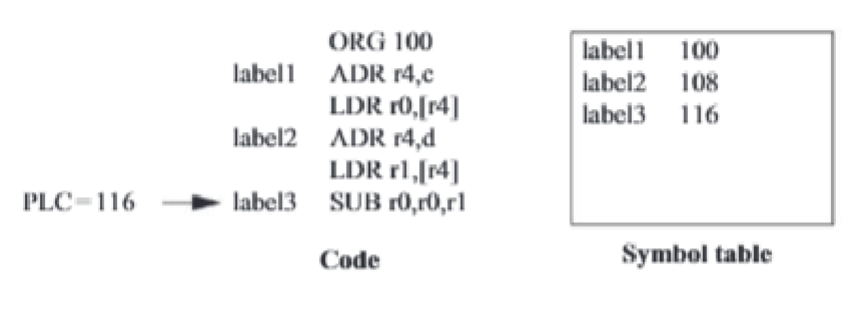 ORG 100
label1 ADR r4,c
LDR r0,[r4]
label2 ADR r4,d
LDR r1,[r4]
PLC=116 label3 SUB r0,r0,r1
Code
label1 100
label2 108
label3 116
Symbol table